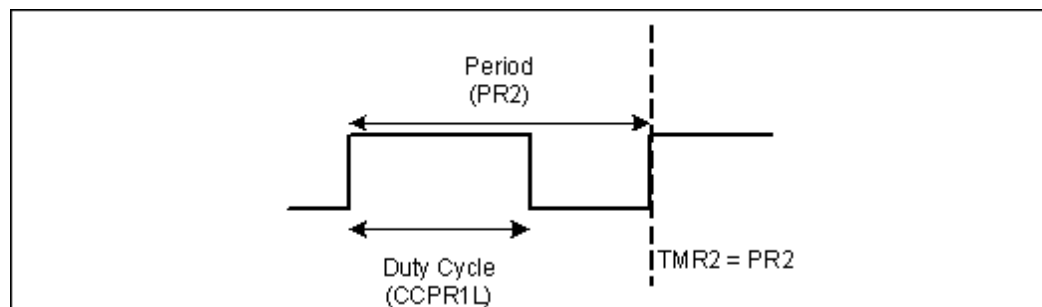 Period
(PR2)
Duty Cycle
(CCPR1L)
TMR2 = PR2